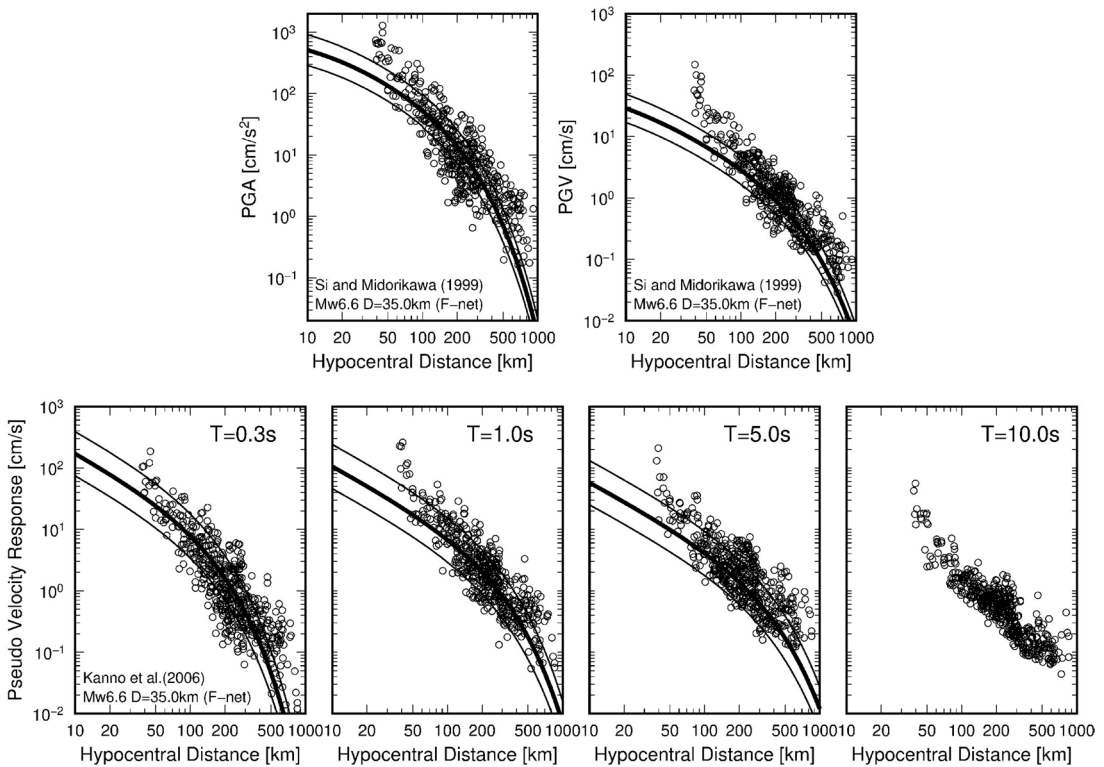 10³
10²
10¹
10⁰
10⁻¹
PGA [cm/s²]
Si and Midorikawa (1999)
Mw6.6 D=35.0km (F−net)
10 20 50 100 200 500 1000
Hypocentral Distance [km]
10³
10²
10¹
10⁰
10⁻¹
10⁻²
PGV [cm/s]
Si and Midorikawa (1999)
Mw6.6 D=35.0km (F−net)
10 20 50 100 200 500 1000
Hypocentral Distance [km]
10³
10²
10¹
10⁰
10⁻¹
10⁻²
Pseudo Velocity Response [cm/s]
T=0.3s
Kanno et al.(2006)
Mw6.6 D=35.0km (F−net)
10 20 50 100 200 500 1000
Hypocentral Distance [km]
T=1.0s
10 20 50 100 200 500 1000
Hypocentral Distance [km]
T=5.0s
10 20 50 100 200 500 1000
Hypocentral Distance [km]
T=10.0s
10 20 50 100 200 500 1000
Hypocentral Distance [km]